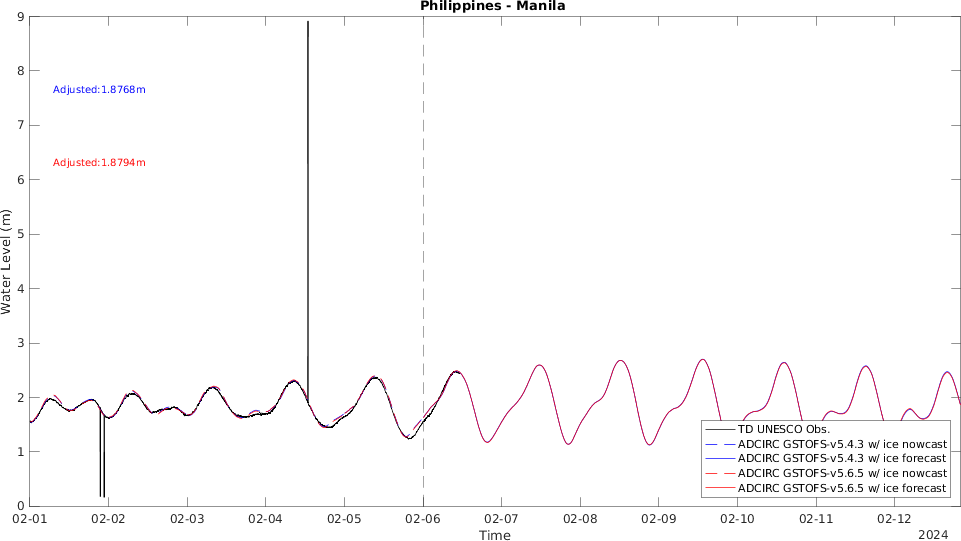 Philippines - Manila
9
8
7
6
5
4
3
2
1
0
Water Level (m)
Adjusted:1.8768m
Adjusted:1.8794m
TD UNESCO Obs.
ADCIRC GSTOFS-v5.4.3 w/ ice nowcast
ADCIRC GSTOFS-v5.4.3 w/ ice forecast
ADCIRC GSTOFS-v5.6.5 w/ ice nowcast
ADCIRC GSTOFS-v5.6.5 w/ ice forecast
02-01 02-02 02-03 02-04 02-05 02-06 02-07 02-08 02-09 02-10 02-11 02-12
Time
2024